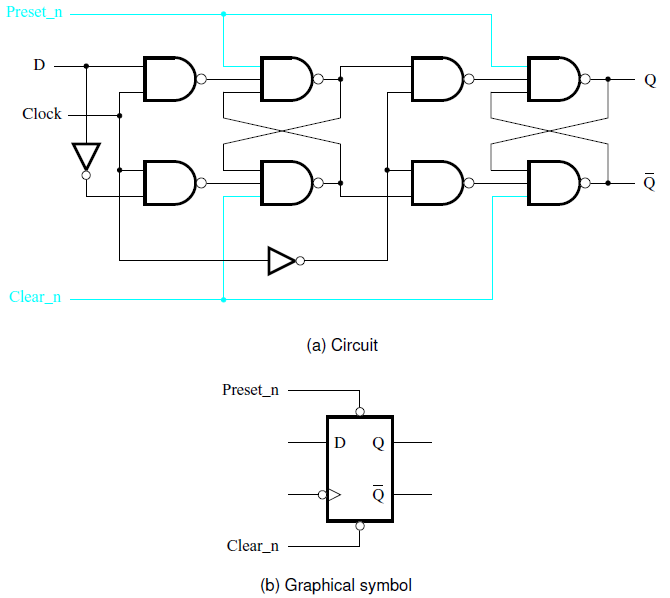 Preset_n
D
Q
Clock
Q̅
Clear_n
(a) Circuit
Preset_n
D Q
Q̅
Clear_n
(b) Graphical symbol